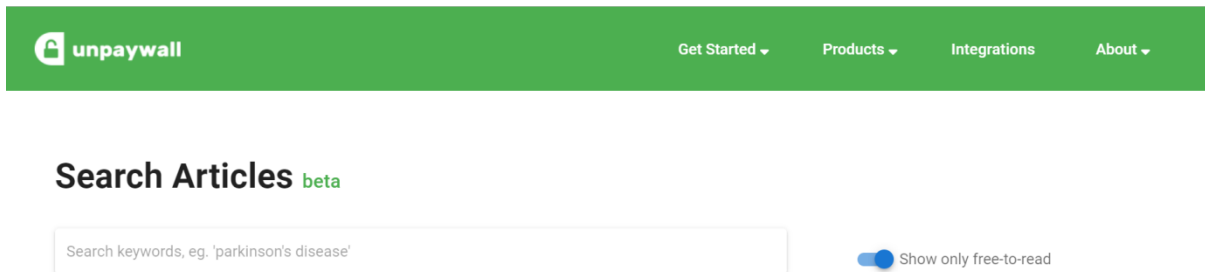 unpaywall Get Started Products Integrations About
Search Articles beta
Search keywords, eg. 'parkinson's disease' Show only free-to-read